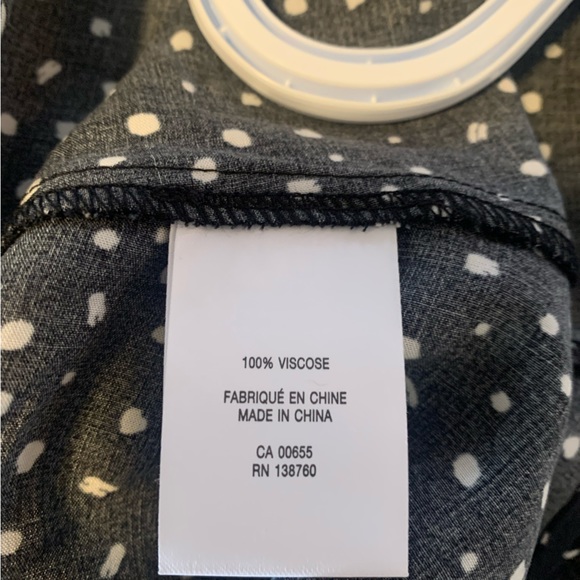 100% VISCOSE
FABRIQUÉ EN CHINE
MADE IN CHINA
CA 00655
RN 138760